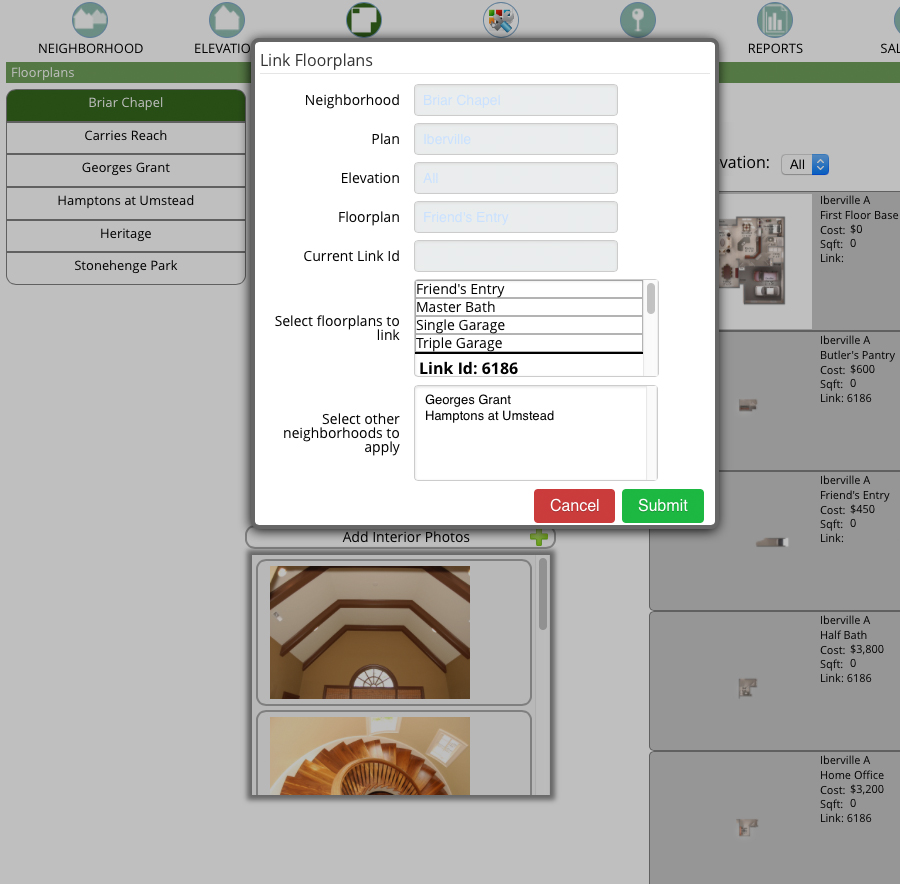 NEIGHBORHOOD
ELEVATIO
REPORTS
SAL
Floorplans
Briar Chapel
Carries Reach
Georges Grant
Hamptons at Umstead
Heritage
Stonehenge Park
Link Floorplans
Neighborhood
Briar Chapel
Plan
Iberville
Elevation
All
Floorplan
Friend's Entry
Current Link Id
Select floorplans to
link
Friend's Entry
Master Bath
Single Garage
Triple Garage
Link Id: 6186
Select other
neighborhoods to
apply
Georges Grant
Hamptons at Umstead
Cancel
Submit
Add Interior Photos
vation:
All
Iberville A
First Floor Base
Cost: $0
Sqft: 0
Link:
Iberville A
Butler's Pantry
Cost: $600
Sqft: 0
Link: 6186
Iberville A
Friend's Entry
Cost: $450
Sqft: 0
Link:
Iberville A
Half Bath
Cost: $3,800
Sqft: 0
Link: 6186
Iberville A
Home Office
Cost: $3,200
Sqft: 0
Link: 6186